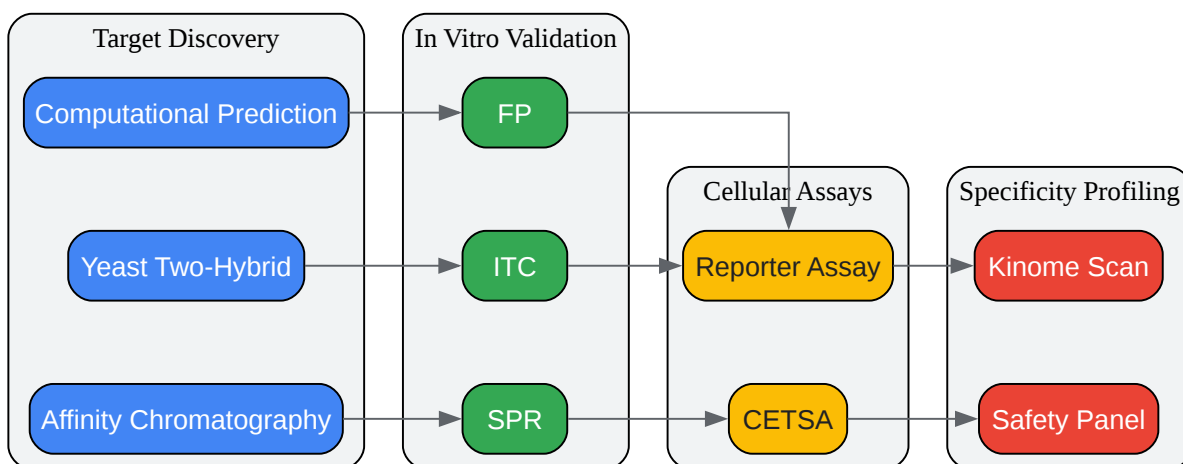 Target Discovery
Computational Prediction
Yeast Two-Hybrid
Affinity Chromatography
In Vitro Validation
FP
ITC
SPR
Cellular Assays
Reporter Assay
CETSA
Specificity Profiling
Kinome Scan
Safety Panel